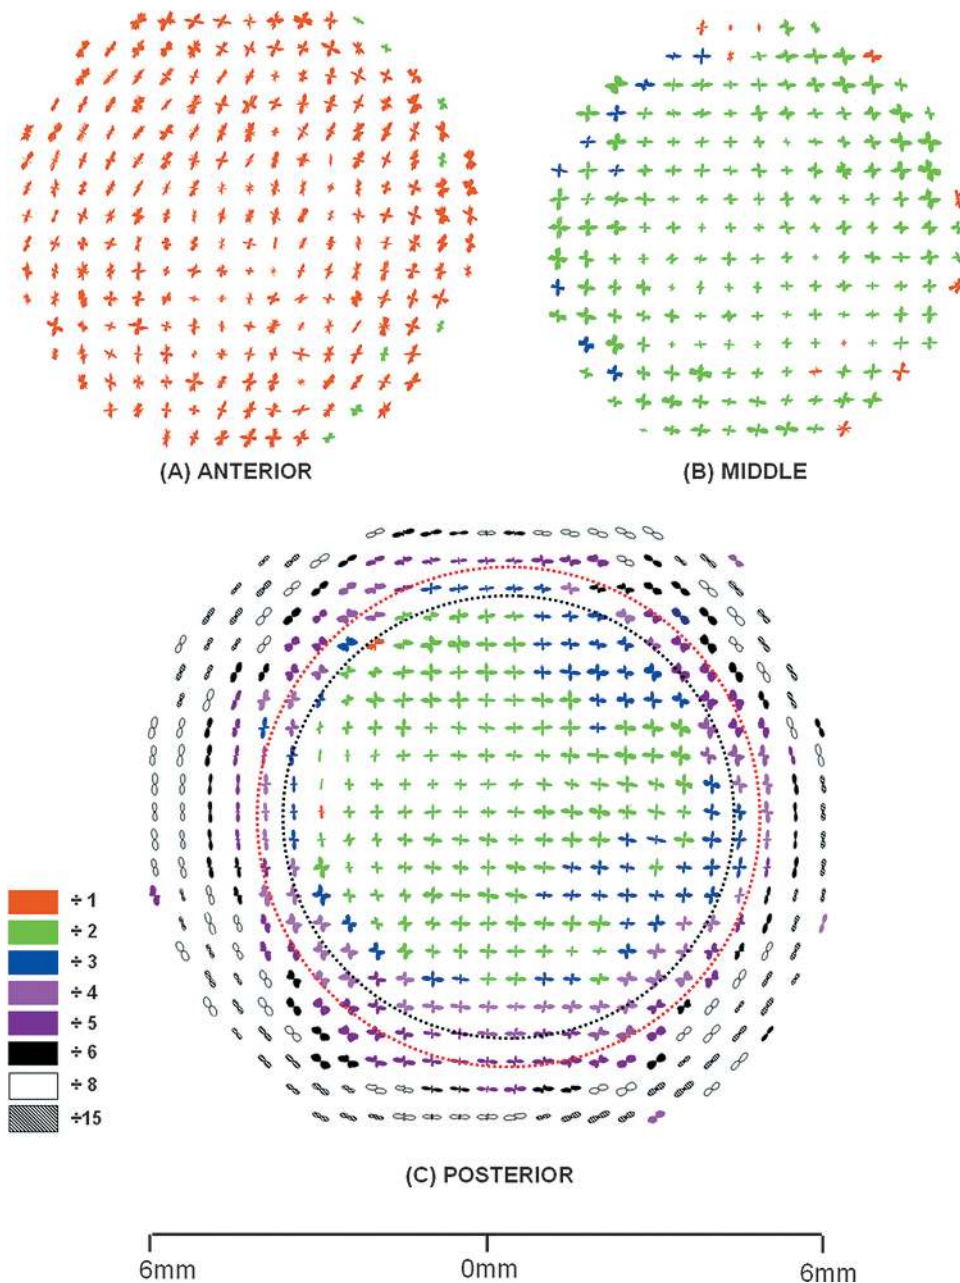 (A) ANTERIOR
(B) MIDDLE
÷ 1
÷ 2
÷ 3
÷ 4
÷ 5
÷ 6
÷ 8
÷15
(C) POSTERIOR
6mm
0mm
6mm